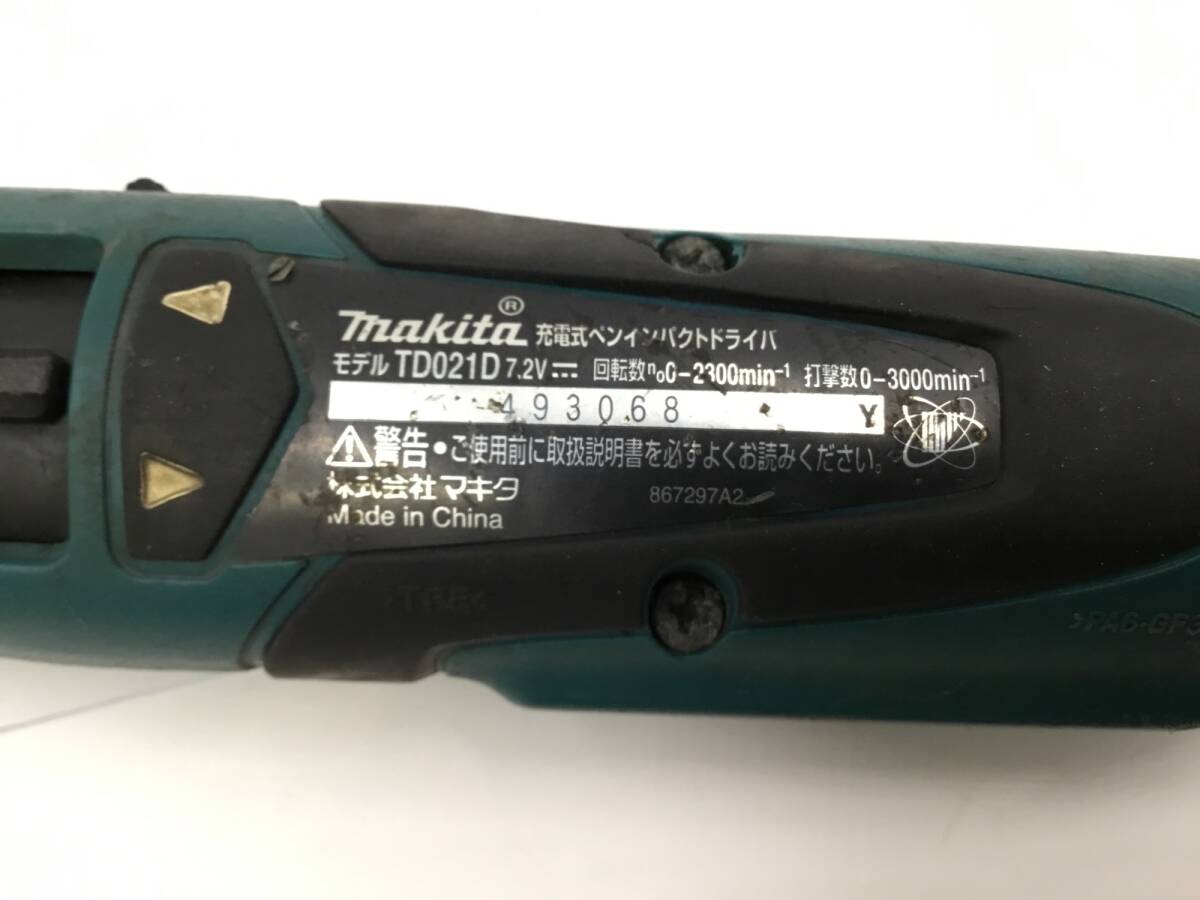 makita® 充電式ペンインパクトドライバ
モデル TD021D 7.2V⎓ 回転数n₀0-2300min⁻¹ 打撃数0-3000min⁻¹
493068 Y
警告●ご使用前に取扱説明書を必ずよくお読みください。
株式会社 マキタ 867297A2
Made in China